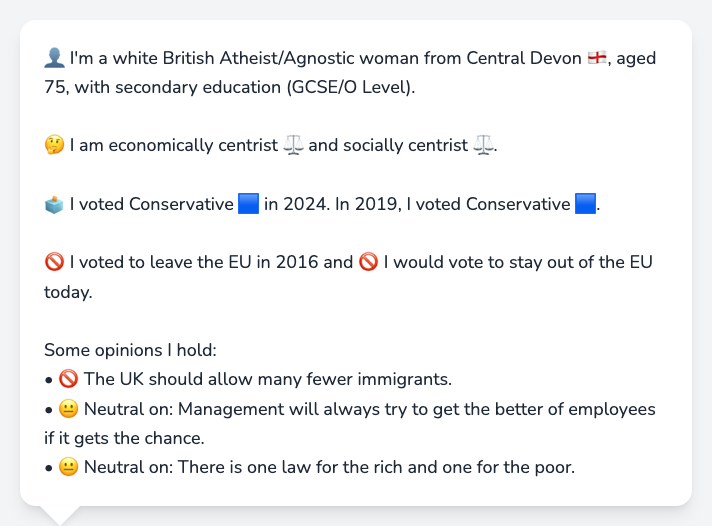 👤 I'm a white British Atheist/Agnostic woman from Central Devon 🏴󠁧󠁢󠁥󠁮󠁧󠁿, aged
75, with secondary education (GCSE/O Level).
🤔 I am economically centrist ⚖️ and socially centrist ⚖️.
🗳️ I voted Conservative 🟦 in 2024. In 2019, I voted Conservative 🟦.
🚫 I voted to leave the EU in 2016 and 🚫 I would vote to stay out of the EU
today.
Some opinions I hold:
• 🚫 The UK should allow many fewer immigrants.
• 😐 Neutral on: Management will always try to get the better of employees
if it gets the chance.
• 😐 Neutral on: There is one law for the rich and one for the poor.